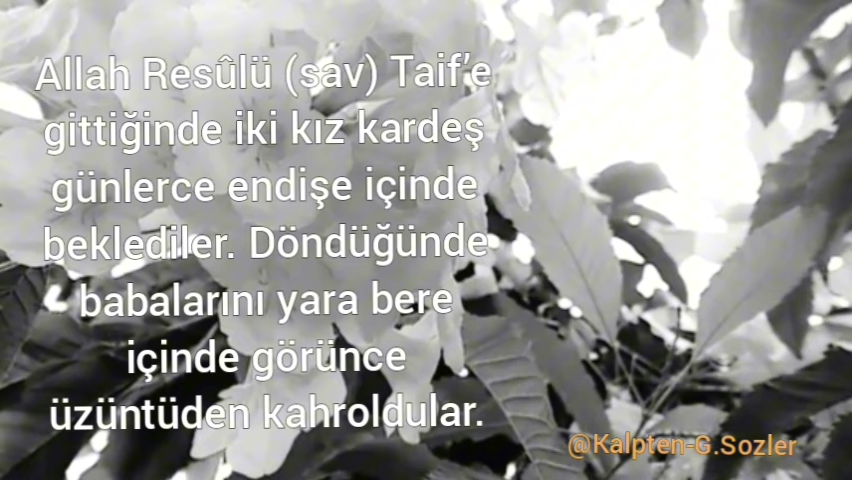 Allah Resûlü (sav) Taif'e
gittiğinde iki kız kardeş
günlerce endişe içinde
beklediler. Döndüğünde
babalarını yara bere
içinde görünce
üzüntüden kahroldular.
@Kalpten-G.Sozler